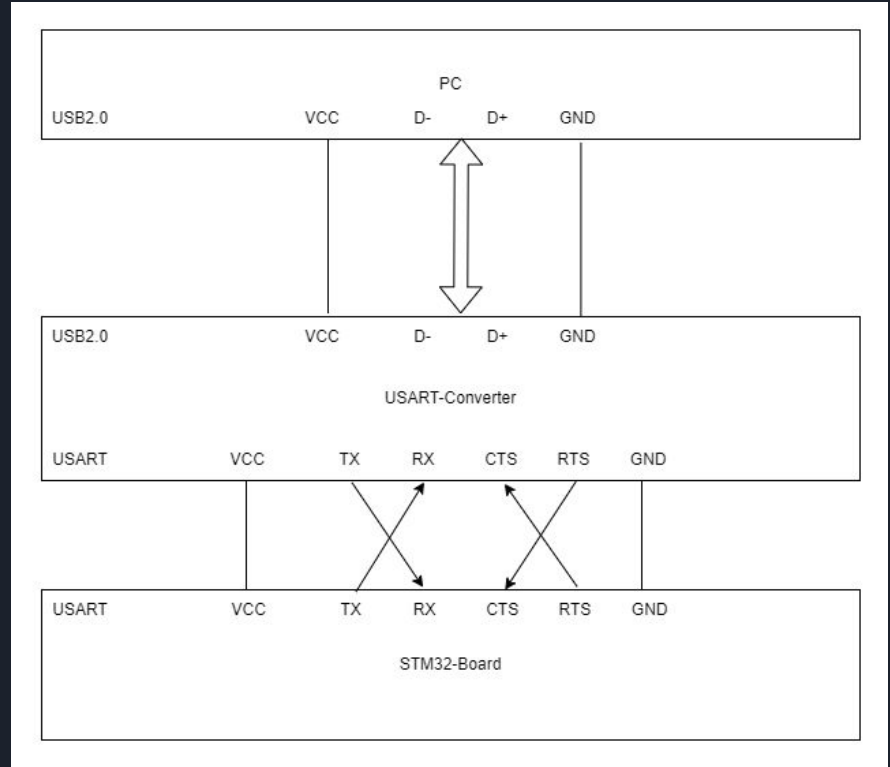 PC
USB2.0 VCC D- D+ GND
USB2.0 VCC D- D+ GND
USART-Converter
USART VCC TX RX CTS RTS GND
USART VCC TX RX CTS RTS GND
STM32-Board